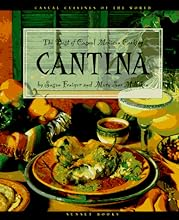 CASUAL CUISINES OF THE WORLD
The Best of Casual Mexican Cooking
CANTINA
by Susan Feniger and Mary Sue Milliken
SUNSET BOOKS